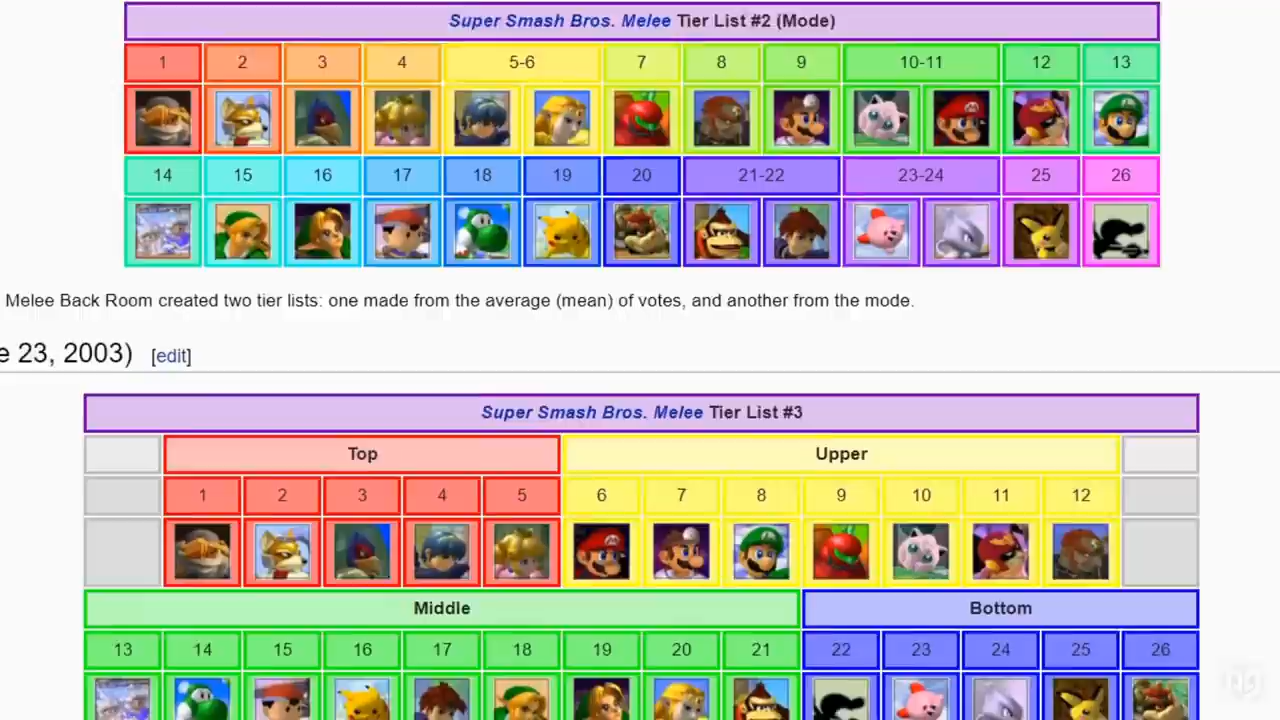 Super Smash Bros. Melee Tier List #2 (Mode)
1 2 3 4 5-6 7 8 9 10-11 12 13
14 15 16 17 18 19 20 21-22 23-24 25 26
Melee Back Room created two tier lists: one made from the average (mean) of votes, and another from the mode.
e 23, 2003) [edit]
Super Smash Bros. Melee Tier List #3
Top Upper
1 2 3 4 5 6 7 8 9 10 11 12
Middle Bottom
13 14 15 16 17 18 19 20 21 22 23 24 25 26